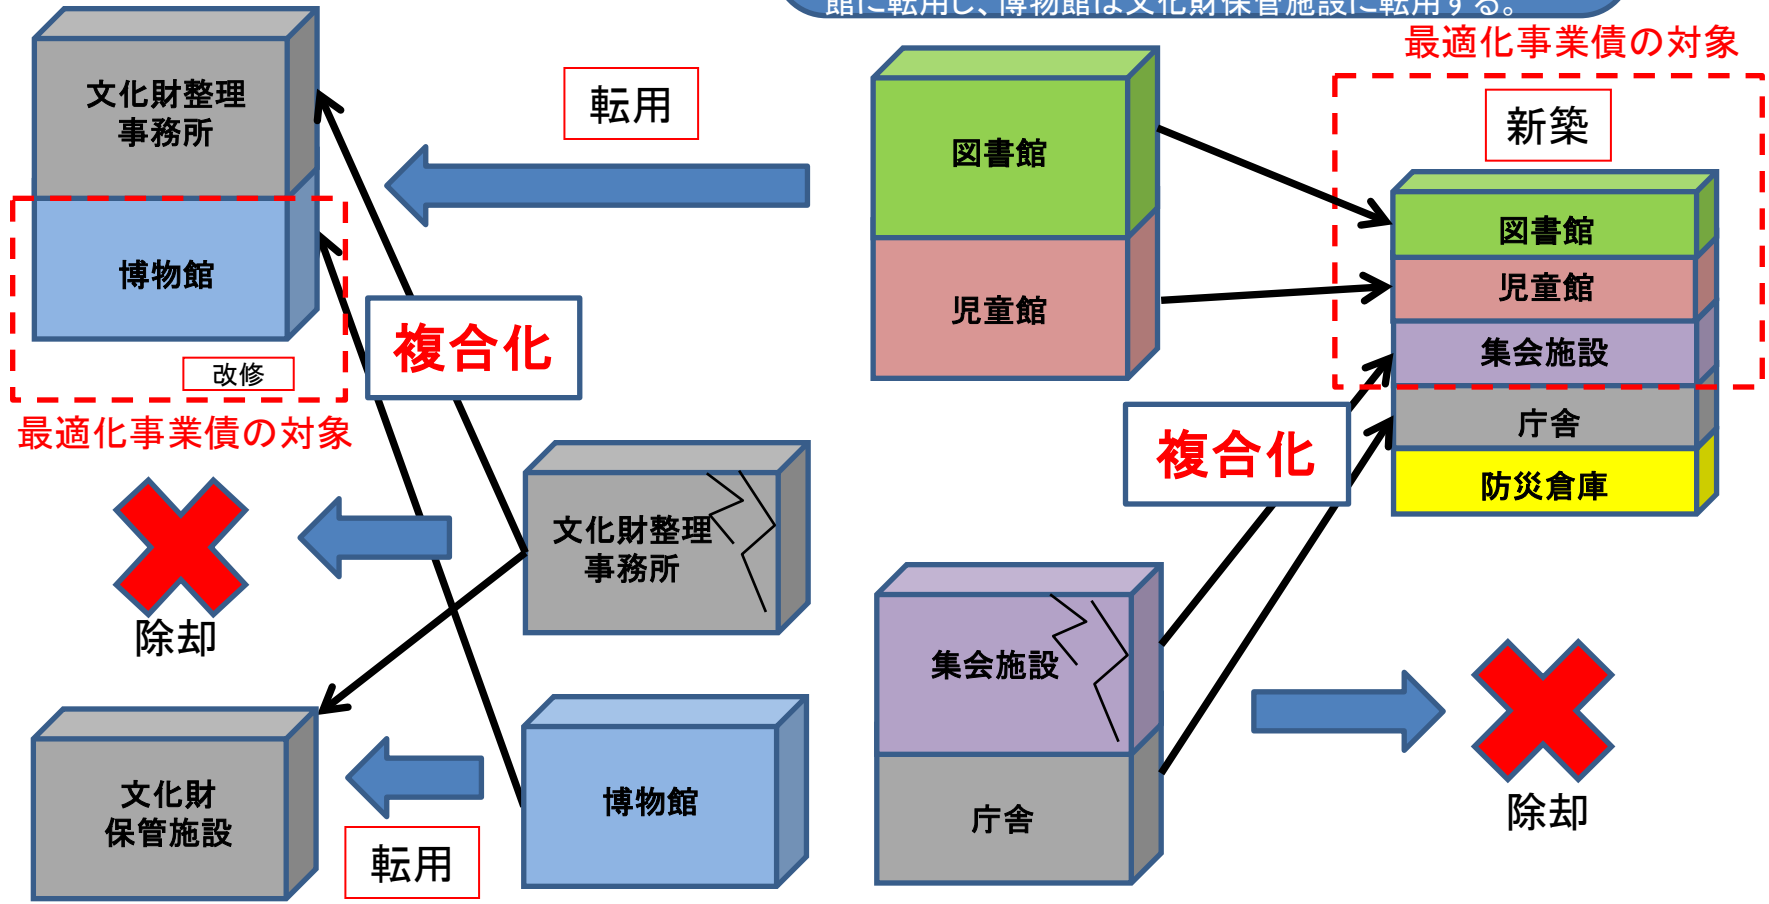 館に転用し、博物館は文化財保管施設に転用する。
最適化事業債の対象
文化財整理
事務所
転用
図書館
新築
図書館
博物館
児童館
児童館
複合化
集会施設
改修
庁舎
最適化事業債の対象
複合化
防災倉庫
文化財整理
事務所
除却
集会施設
文化財
保管施設
博物館
庁舎
除却
転用